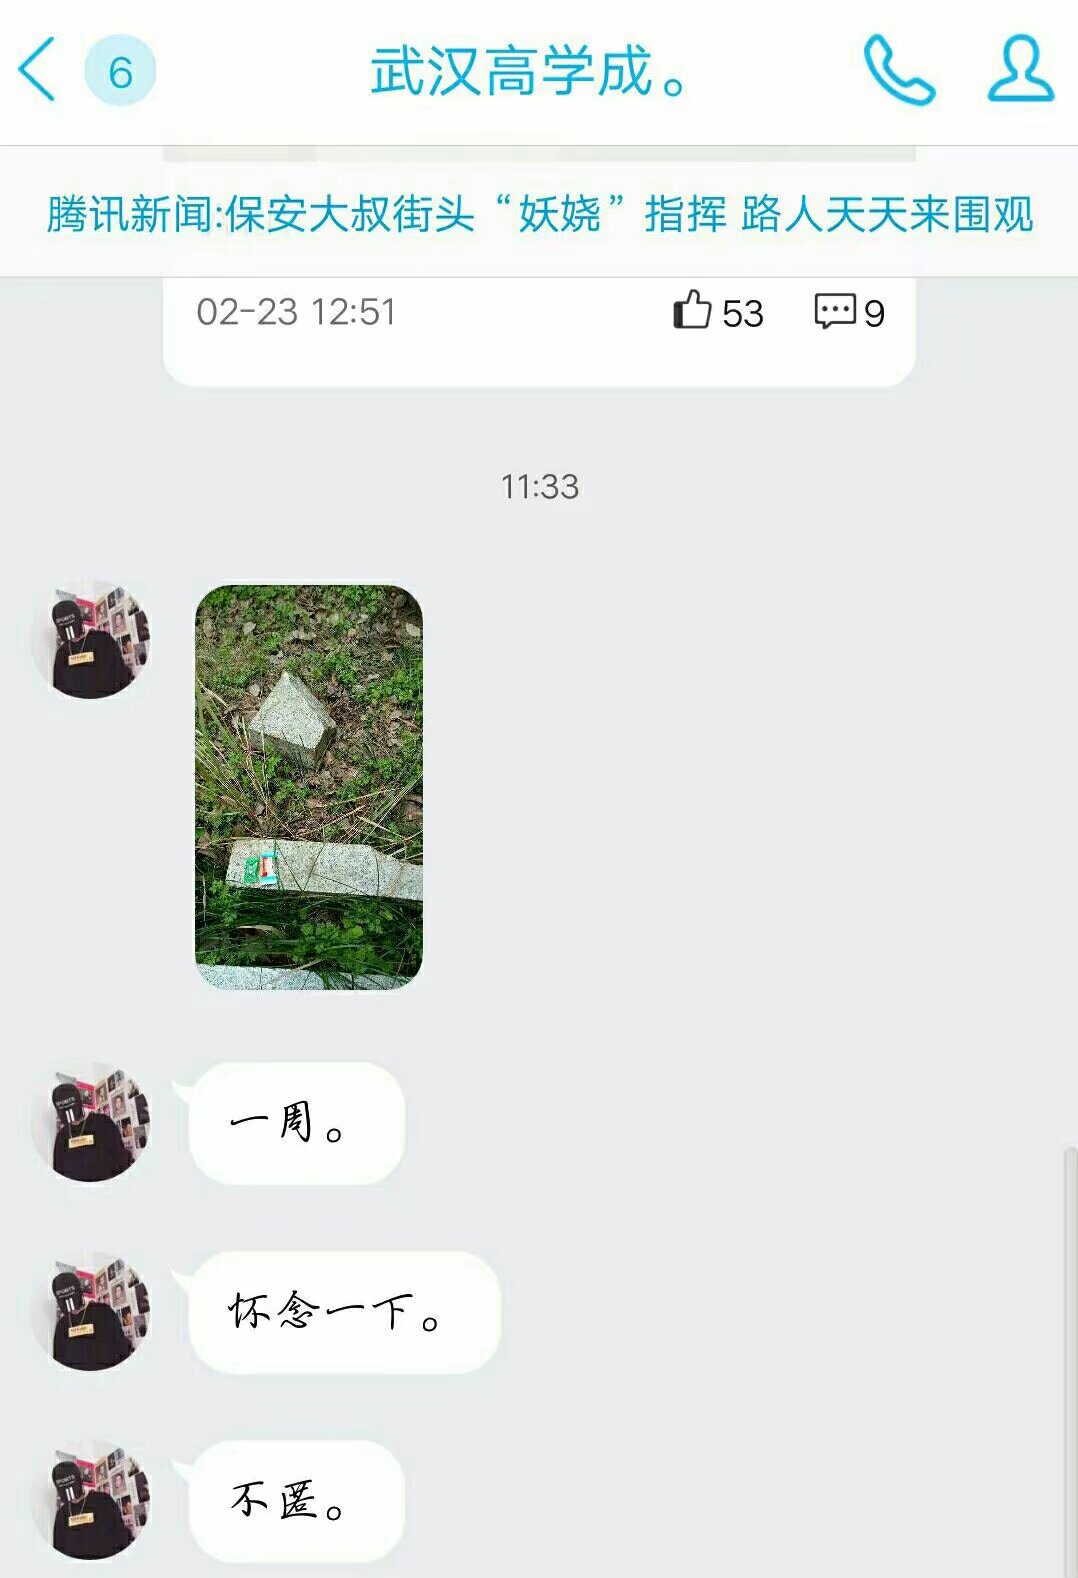 6
武汉高学成。
腾讯新闻:保安大叔街头“妖娆”指挥 路人天天来围观
02-23 12:51
53
9
11:33
一周。
怀念一下。
不匿。